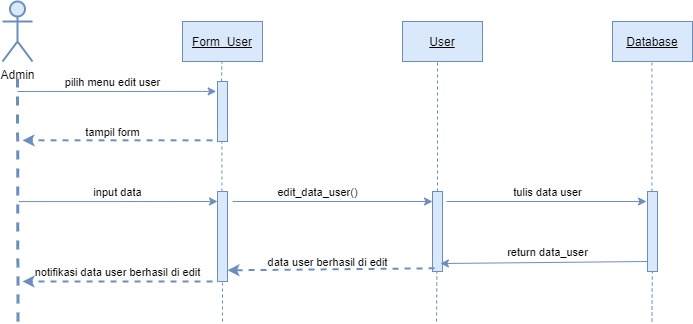 Form_User
User
Database
Admin
pilih menu edit user
tampil form
input data
edit_data_user()
tulis data user
return data_user
data user berhasil di edit
notifikasi data user berhasil di edit